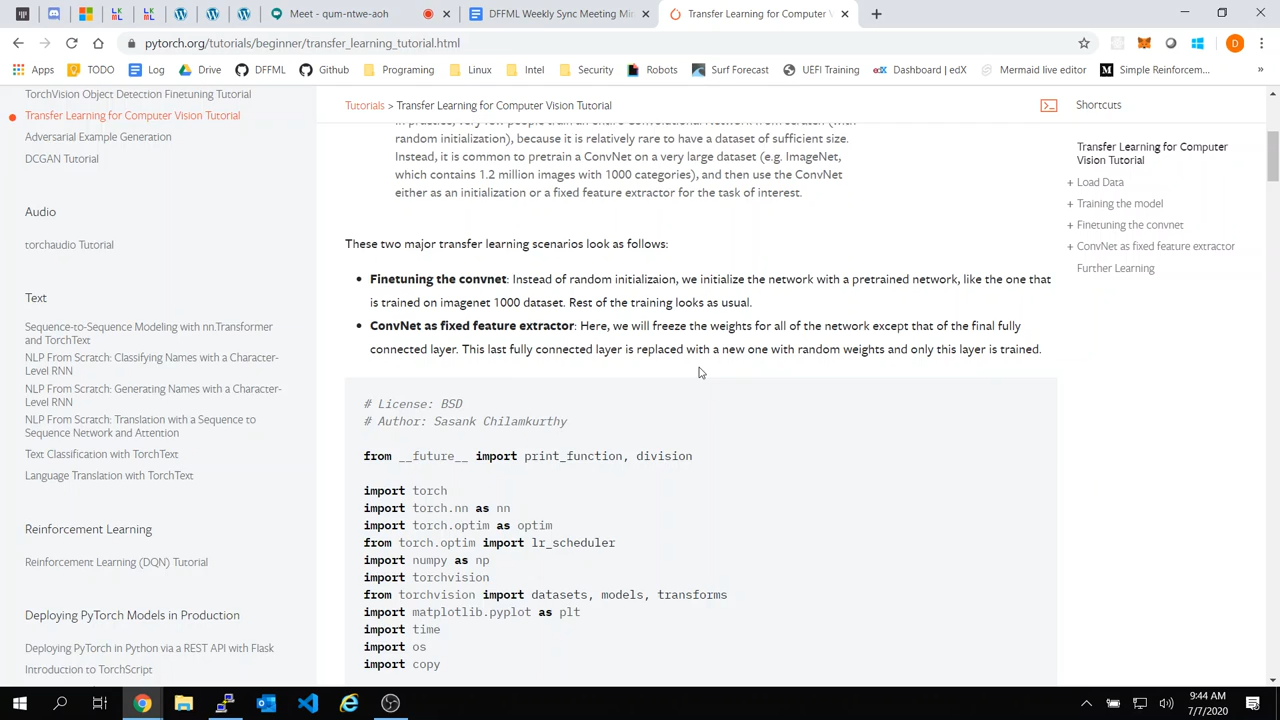 Meet - qum-ntwe-aoh
DFFML Weekly Sync Meeting Mi
Transfer Learning for Computer V
pytorch.org/tutorials/beginner/transfer_learning_tutorial.html
Apps
TODO
Log
Drive
DFFML
Github
Programing
Linux
Intel
Security
Robots
Surf Forecast
UEFI Training
Dashboard | edX
Mermaid live editor
Simple Reinforcem...
»
TorchVision Object Detection Finetuning Tutorial
Transfer Learning for Computer Vision Tutorial
Adversarial Example Generation
DCGAN Tutorial
Audio
torchaudio Tutorial
Text
Sequence-to-Sequence Modeling with nn.Transformer
and TorchText
NLP From Scratch: Classifying Names with a Character-
Level RNN
NLP From Scratch: Generating Names with a Character-
Level RNN
NLP From Scratch: Translation with a Sequence to
Sequence Network and Attention
Text Classification with TorchText
Language Translation with TorchText
Reinforcement Learning
Reinforcement Learning (DQN) Tutorial
Deploying PyTorch Models in Production
Deploying PyTorch in Python via a REST API with Flask
Introduction to TorchScript
Tutorials > Transfer Learning for Computer Vision Tutorial
random initialization), because it is relatively rare to have a dataset of sufficient size.
Instead, it is common to pretrain a ConvNet on a very large dataset (e.g. ImageNet,
which contains 1.2 million images with 1000 categories), and then use the ConvNet
either as an initialization or a fixed feature extractor for the task of interest.
These two major transfer learning scenarios look as follows:
• Finetuning the convnet: Instead of random initializaion, we initialize the network with a pretrained network, like the one that
is trained on imagenet 1000 dataset. Rest of the training looks as usual.
• ConvNet as fixed feature extractor: Here, we will freeze the weights for all of the network except that of the final fully
connected layer. This last fully connected layer is replaced with a new one with random weights and only this layer is trained.
# License: BSD
# Author: Sasank Chilamkurthy
from __future__ import print_function, division
import torch
import torch.nn as nn
import torch.optim as optim
from torch.optim import lr_scheduler
import numpy as np
import torchvision
from torchvision import datasets, models, transforms
import matplotlib.pyplot as plt
import time
import os
import copy
Shortcuts
Transfer Learning for Computer
Vision Tutorial
+ Load Data
+ Training the model
+ Finetuning the convnet
+ ConvNet as fixed feature extractor
Further Learning
9:44 AM
7/7/2020